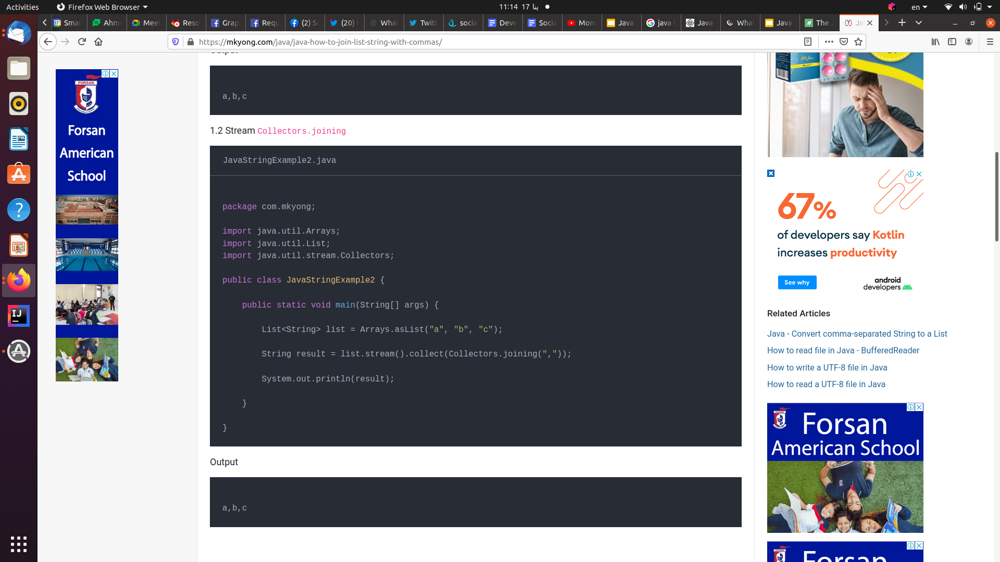 Activities
Firefox Web Browser
11:14 17 ينا
en
Smar
Ahm
Meet
Reso
Grap
Requ
(2) Sc
(20)
What
Twitt
socia
Deve
Socia
Mong
Java
java
Java
What
Java
The J
Ja
https://mkyong.com/java/java-how-to-join-list-string-with-commas/
Output
a,b,c
1.2 Stream Collectors.joining
JavaStringExample2.java
package com.mkyong;
import java.util.Arrays;
import java.util.List;
import java.util.stream.Collectors;
public class JavaStringExample2 {
public static void main(String[] args) {
List<String> list = Arrays.asList("a", "b", "c");
String result = list.stream().collect(Collectors.joining(","));
System.out.println(result);
}
}
Output
a,b,c
FORSAN
Forsan
American
School
67%
of developers say Kotlin
increases productivity
See why
android
developers
Related Articles
Java - Convert comma-separated String to a List
How to read file in Java - BufferedReader
How to write a UTF-8 file in Java
How to read a UTF-8 file in Java
Forsan
American School
Forsan